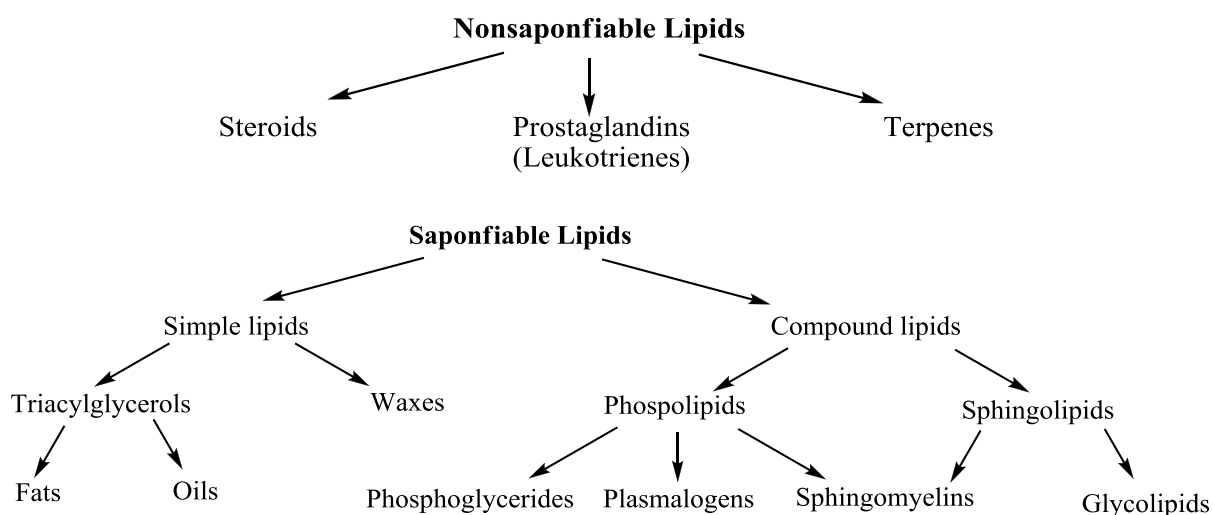 Nonsaponfiable Lipids
Steroids
Prostaglandins
(Leukotrienes)
Terpenes
Saponfiable Lipids
Simple lipids
Compound lipids
Triacylglycerols
Waxes
Phospolipids
Sphingolipids
Fats
Oils
Phosphoglycerides
Plasmalogens
Sphingomyelins
Glycolipids